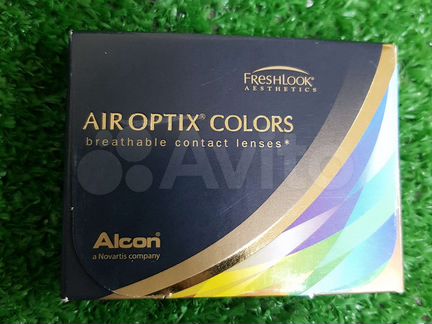 FRESHLOOK®
AESTHETICS
AIR OPTIX® COLORS
breathable contact lenses*
Avito
Alcon
a Novartis company